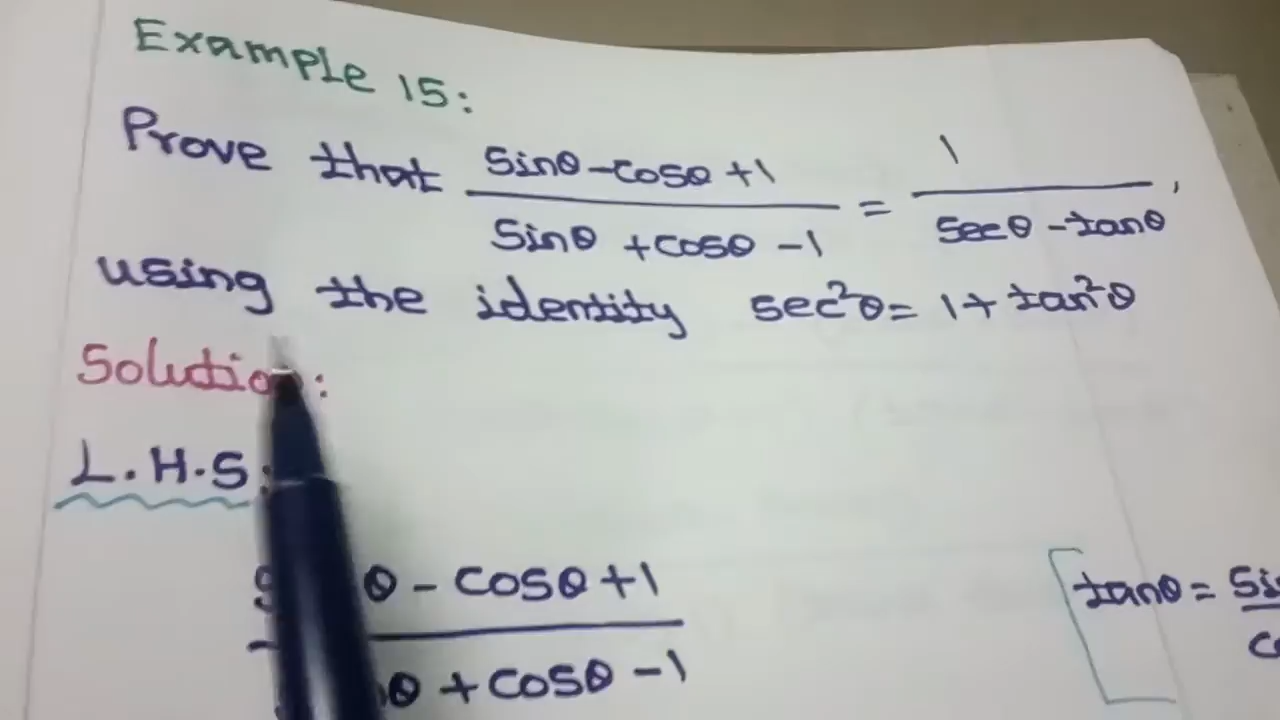 Example 15:
Prove that (sinθ - cosθ + 1)/(sinθ + cosθ - 1) = 1/(secθ - tanθ),
using the identity sec²θ = 1 + tan²θ
Solution:
L.H.S:
θ - cosθ + 1
θ + cosθ - 1
tanθ =